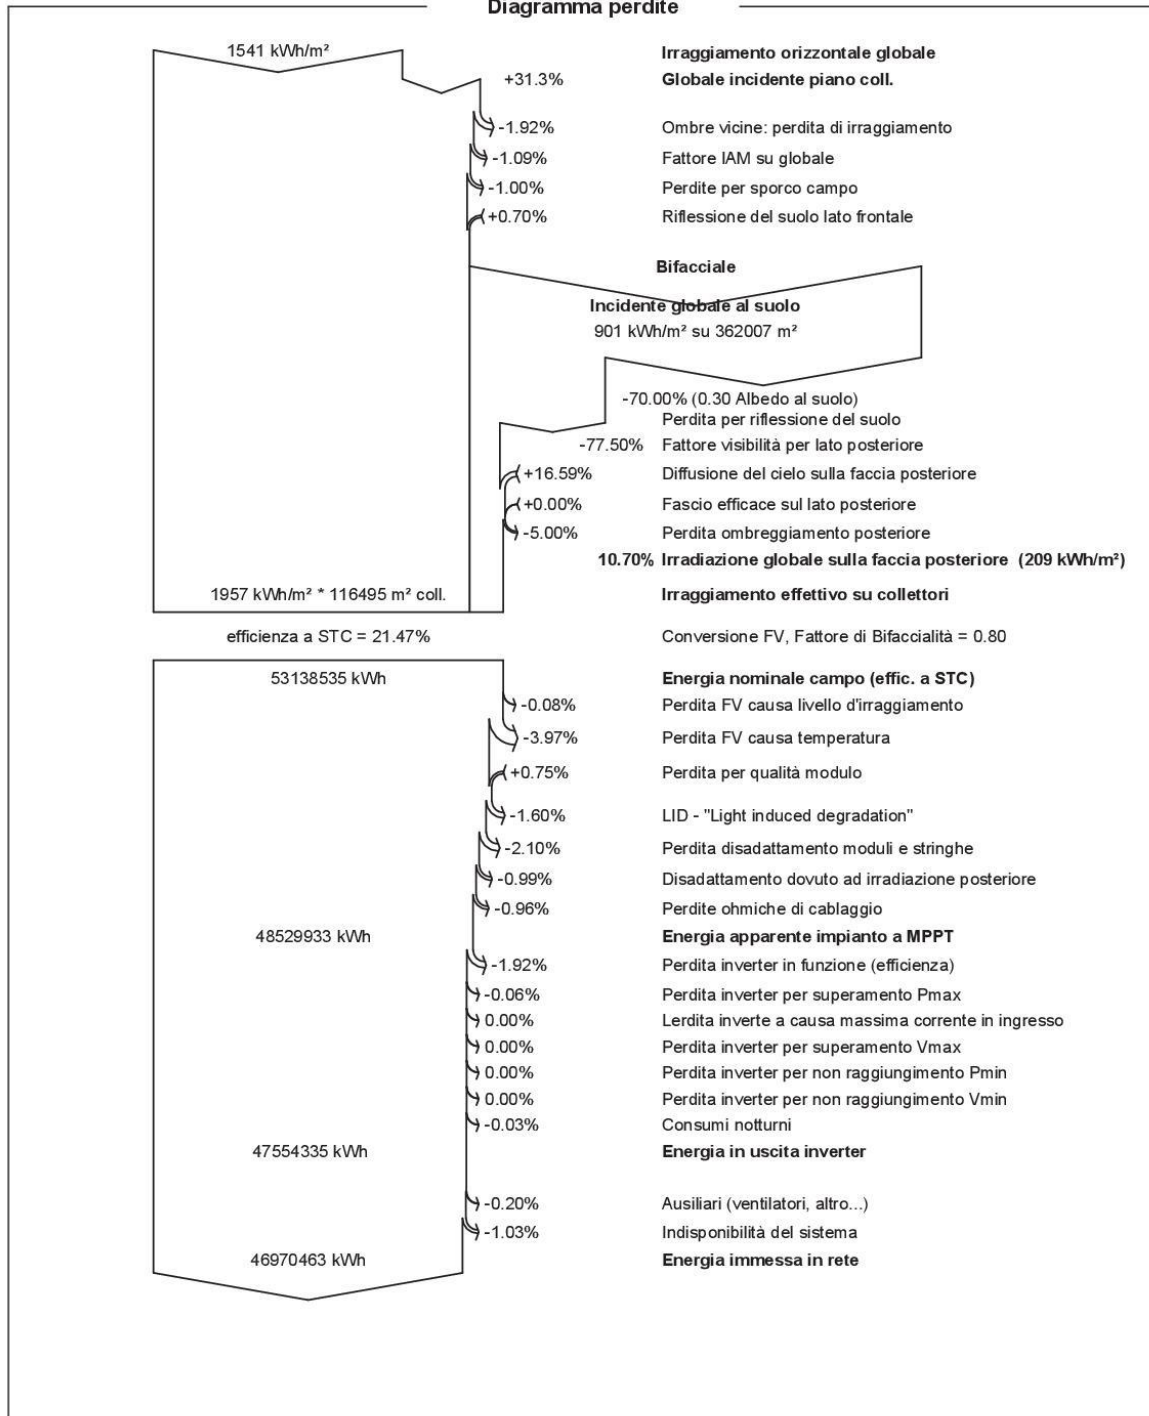 Diagramma perdite
1541 kWh/m²
Irraggiamento orizzontale globale
+31.3% Globale incidente piano coll.
-1.92% Ombre vicine: perdita di irraggiamento
-1.09% Fattore IAM su globale
-1.00% Perdite per sporco campo
+0.70% Riflessione del suolo lato frontale
Bifacciale
Incidente globale al suolo
901 kWh/m² su 362007 m²
-70.00% (0.30 Albedo al suolo)
Perdita per riflessione del suolo
-77.50% Fattore visibilità per lato posteriore
+16.59% Diffusione del cielo sulla faccia posteriore
+0.00% Fascio efficace sul lato posteriore
-5.00% Perdita ombreggiamento posteriore
10.70% Irradiazione globale sulla faccia posteriore (209 kWh/m²)
1957 kWh/m² * 116495 m² coll. Irraggiamento effettivo su collettori
efficienza a STC = 21.47% Conversione FV, Fattore di Bifaccialità = 0.80
53138535 kWh Energia nominale campo (effic. a STC)
-0.08% Perdita FV causa livello d'irraggiamento
-3.97% Perdita FV causa temperatura
+0.75% Perdita per qualità modulo
-1.60% LID - "Light induced degradation"
-2.10% Perdita disadattamento moduli e stringhe
-0.99% Disadattamento dovuto ad irradiazione posteriore
-0.96% Perdite ohmiche di cablaggio
48529933 kWh Energia apparente impianto a MPPT
-1.92% Perdita inverter in funzione (efficienza)
-0.06% Perdita inverter per superamento Pmax
0.00% Lerdita inverte a causa massima corrente in ingresso
0.00% Perdita inverter per superamento Vmax
0.00% Perdita inverter per non raggiungimento Pmin
0.00% Perdita inverter per non raggiungimento Vmin
-0.03% Consumi notturni
47554335 kWh Energia in uscita inverter
-0.20% Ausiliari (ventilatori, altro...)
-1.03% Indisponibilità del sistema
46970463 kWh Energia immessa in rete